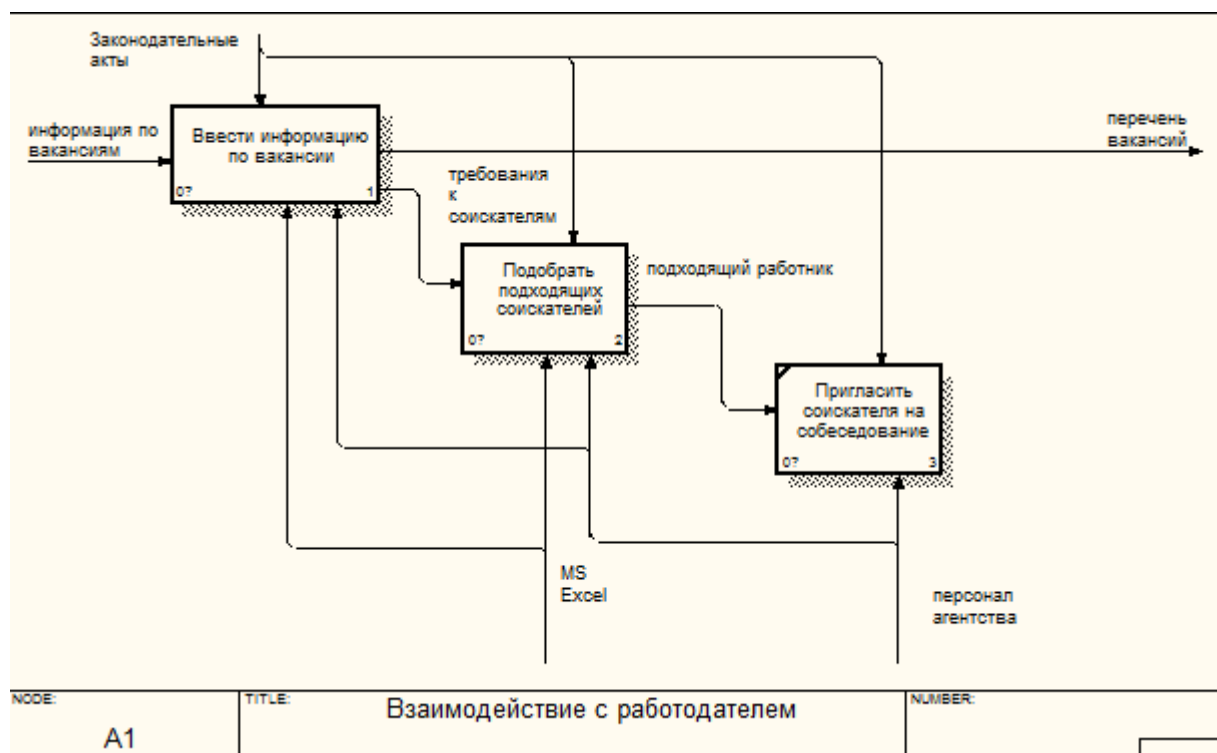 Законодательные
акты
информация по
вакансиям
Ввести информацию
по вакансии
0?
1
перечень
вакансий
требования
к
соискателям
Подобрать
подходящих
соискателей
0?
2
подходящий работник
Пригласить
соискателя на
собеседование
0?
3
MS
Excel
персонал
агентства
NODE:
A1
TITLE:
Взаимодействие с работодателем
NUMBER: